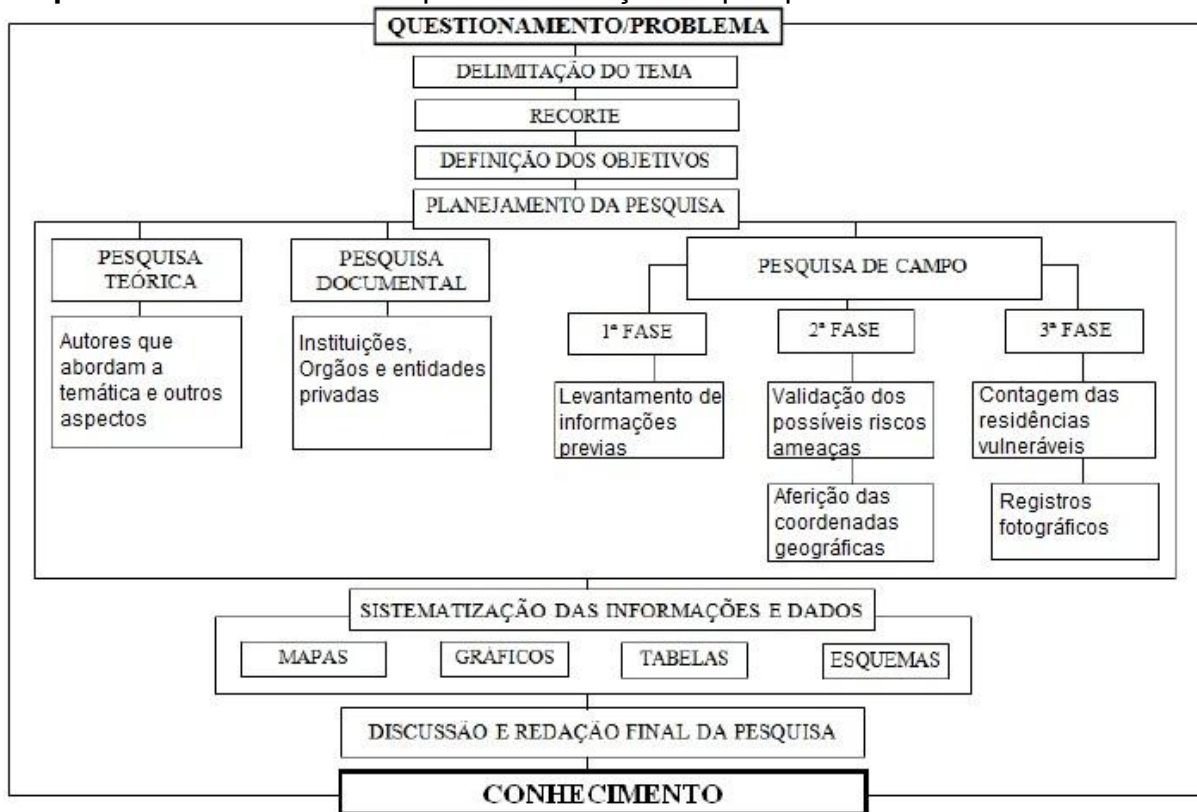 QUESTIONAMENTO/PROBLEMA
DELIMITAÇÃO DO TEMA
RECORTE
DEFINIÇÃO DOS OBJETIVOS
PLANEJAMENTO DA PESQUISA
PESQUISA
TEÓRICA
PESQUISA
DOCUMENTAL
PESQUISA DE CAMPO
Autores que
abordam a
temática e outros
aspectos
Instituições,
Orgãos e entidades
privadas
1ª FASE
2ª FASE
3ª FASE
Levantamento de
informações
previas
Validação dos
possíveis riscos
ameaças
Contagem das
residências
vulneráveis
Aferição das
coordenadas
geográficas
Registros
fotográficos
SISTEMATIZAÇÃO DAS INFORMAÇÕES E DADOS
MAPAS
GRÁFICOS
TABELAS
ESQUEMAS
DISCUSSÃO E REDAÇÃO FINAL DA PESQUISA
CONHECIMENTO